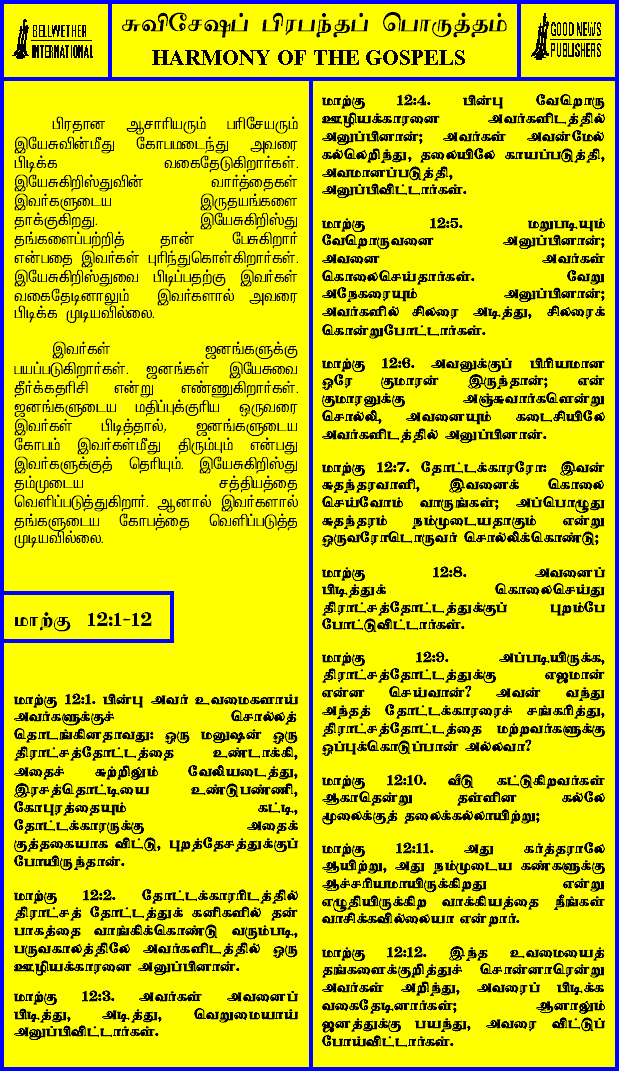 BELLWETHER
INTERNATIONAL
சுவிசேஷப் பிரபந்தப் பொருத்தம்
HARMONY OF THE GOSPELS
GOOD NEWS
PUBLISHERS
பிரதான ஆசாரியரும் பரிசேயரும்
இயேசுவின்மீது கோபமடைந்து அவரை
பிடிக்க வகைதேடுகிறார்கள்.
இயேசுகிறிஸ்துவின் வார்த்தைகள்
இவர்களுடைய இருதயங்களை
தாக்குகிறது. இயேசுகிறிஸ்து
தங்களைப்பற்றித் தான் பேசுகிறார்
என்பதை இவர்கள் புரிந்துகொள்கிறார்கள்.
இயேசுகிறிஸ்துவை பிடிப்பதற்கு இவர்கள்
வகைதேடினாலும் இவர்களால் அவரை
பிடிக்க முடியவில்லை.
இவர்கள் ஜனங்களுக்கு
பயப்படுகிறார்கள். ஜனங்கள் இயேசுவை
தீர்க்கதரிசி என்று எண்ணுகிறார்கள்.
ஜனங்களுடைய மதிப்புக்குரிய ஒருவரை
இவர்கள் பிடித்தால், ஜனங்களுடைய
கோபம் இவர்கள்மீது திரும்பும் என்பது
இவர்களுக்குத் தெரியும். இயேசுகிறிஸ்து
தம்முடைய சத்தியத்தை
வெளிப்படுத்துகிறார். ஆனால் இவர்களால்
தங்களுடைய கோபத்தை வெளிப்படுத்த
முடியவில்லை.
மாற்கு 12:1-12
மாற்கு 12:1. பின்பு அவர் உவமைகளாய்
அவர்களுக்குச் சொல்லத்
தொடங்கினதாவது: ஒரு மனுஷன் ஒரு
திராட்சத்தோட்டத்தை உண்டாக்கி,
அதைச் சுற்றிலும் வேலியடைத்து,
இரசத்தொட்டியை உண்டுபண்ணி,
கோபுரத்தையும் கட்டி,
தோட்டக்காரருக்கு அதைக்
குத்தகையாக விட்டு, புறத்தேசத்துக்குப்
போயிருந்தான்.
மாற்கு 12:2. தோட்டக்காரரிடத்தில்
திராட்சத் தோட்டத்துக் கனிகளில் தன்
பாகத்தை வாங்கிக்கொண்டு வரும்படி,
பருவகாலத்திலே அவர்களிடத்தில் ஒரு
ஊழியக்காரனை அனுப்பினான்.
மாற்கு 12:3. அவர்கள் அவனைப்
பிடித்து, அடித்து, வெறுமையாய்
அனுப்பிவிட்டார்கள்.
மாற்கு 12:4. பின்பு வேறொரு
ஊழியக்காரனை அவர்களிடத்தில்
அனுப்பினான்; அவர்கள் அவன்மேல்
கல்லெறிந்து, தலையிலே காயப்படுத்தி,
அவமானப்படுத்தி,
அனுப்பிவிட்டார்கள்.
மாற்கு 12:5. மறுபடியும்
வேறொருவனை அனுப்பினான்;
அவனை அவர்கள்
கொலைசெய்தார்கள். வேறு
அநேகரையும் அனுப்பினான்;
அவர்களில் சிலரை அடித்து, சிலரைக்
கொன்றுபோட்டார்கள்.
மாற்கு 12:6. அவனுக்குப் பிரியமான
ஒரே குமாரன் இருந்தான்; என்
குமாரனுக்கு அஞ்சுவார்களென்று
சொல்லி, அவனையும் கடைசியிலே
அவர்களிடத்தில் அனுப்பினான்.
மாற்கு 12:7. தோட்டக்காரரோ: இவன்
சுதந்தரவாளி, இவனைக் கொலை
செய்வோம் வாருங்கள்; அப்பொழுது
சுதந்தரம் நம்முடையதாகும் என்று
ஒருவரோடொருவர் சொல்லிக்கொண்டு;
மாற்கு 12:8. அவனைப்
பிடித்துக் கொலைசெய்து
திராட்சத்தோட்டத்துக்குப் புறம்பே
போட்டுவிட்டார்கள்.
மாற்கு 12:9. அப்படியிருக்க,
திராட்சத்தோட்டத்துக்கு எஜமான்
என்ன செய்வான்? அவன் வந்து
அந்தத் தோட்டக்காரரைச் சங்கரித்து,
திராட்சத்தோட்டத்தை மற்றவர்களுக்கு
ஒப்புக்கொடுப்பான் அல்லவா?
மாற்கு 12:10. வீடு கட்டுகிறவர்கள்
ஆகாதென்று தள்ளின கல்லே
மூலைக்குத் தலைக்கல்லாயிற்று;
மாற்கு 12:11. அது கர்த்தராலே
ஆயிற்று, அது நம்முடைய கண்களுக்கு
ஆச்சரியமாயிருக்கிறது என்று
எழுதியிருக்கிற வாக்கியத்தை நீங்கள்
வாசிக்கவில்லையா என்றார்.
மாற்கு 12:12. இந்த உவமையைத்
தங்களைக்குறித்துச் சொன்னாரென்று
அவர்கள் அறிந்து, அவரைப் பிடிக்க
வகைதேடினார்கள்; ஆனாலும்
ஜனத்துக்கு பயந்து, அவரை விட்டுப்
போய்விட்டார்கள்.